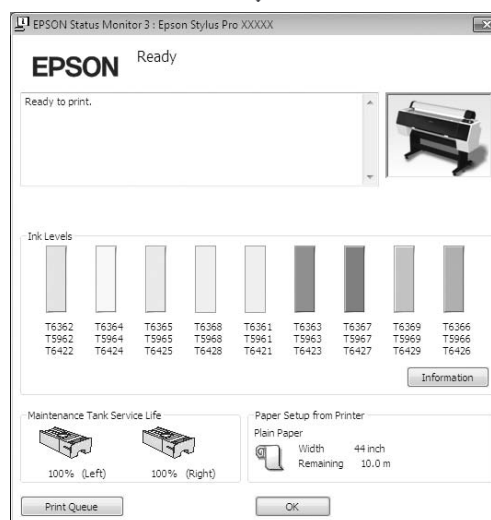 EPSON Status Monitor 3 : Epson Stylus Pro XXXXX
EPSON
Ready
Ready to print.
Ink Levels
T6362 T6364 T6365 T6368 T6361 T6363 T6367 T6369 T6366
T5962 T5964 T5965 T5968 T5961 T5963 T5967 T5969 T5966
T6422 T6424 T6425 T6428 T6421 T6423 T6427 T6429 T6426
Information
Maintenance Tank Service Life
100% (Left) 100% (Right)
Paper Setup from Printer
Plain Paper
Width 44 inch
Remaining 10.0 m
Print Queue
OK